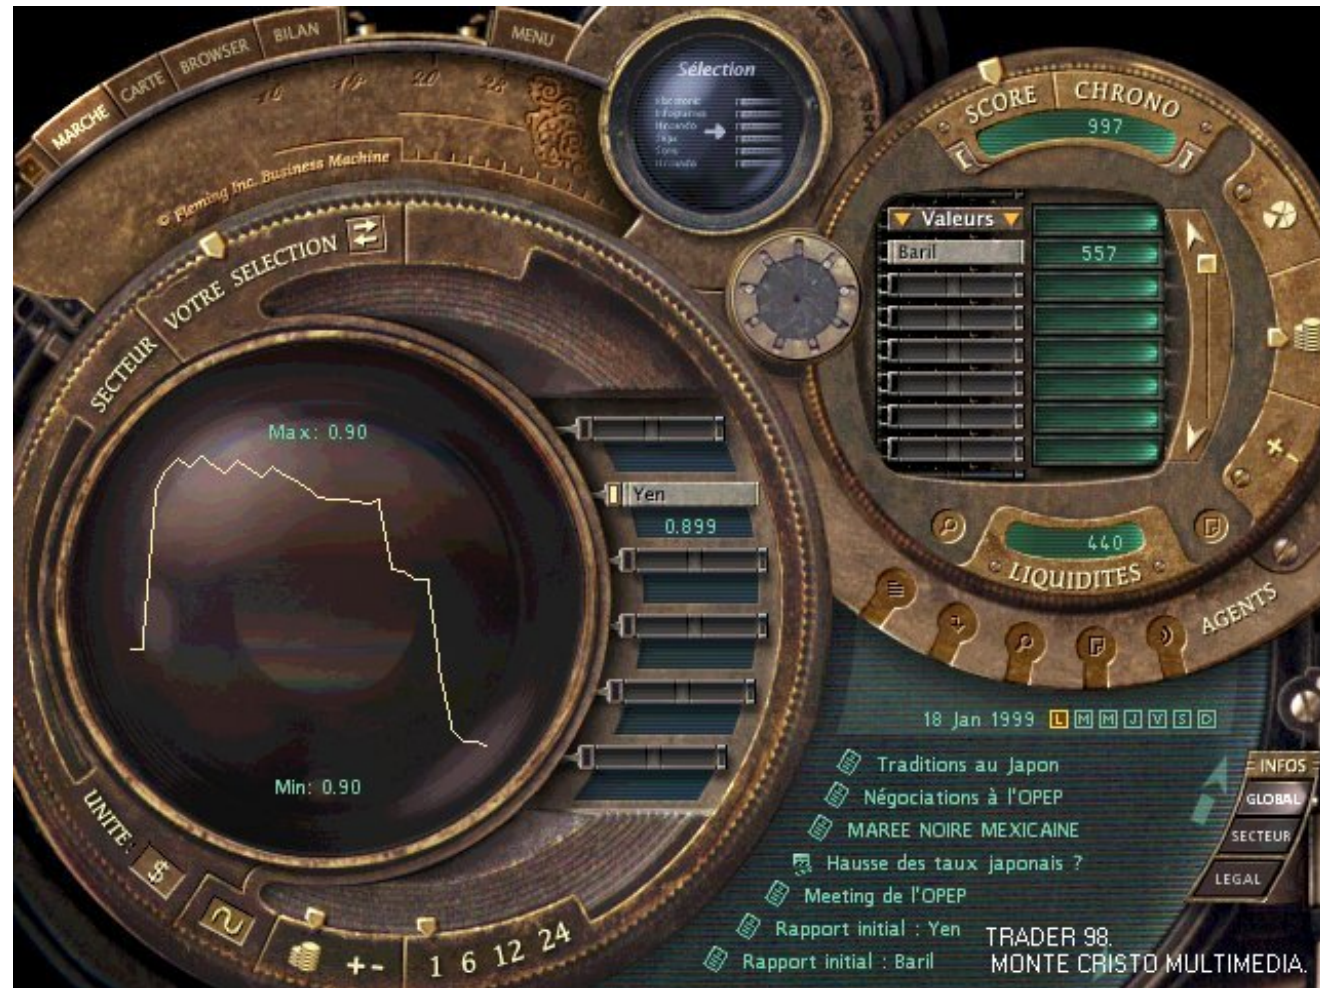 MARCHE
CARTE
BROWSER
BILAN
MENU
16 20 28
© Fleming Inc. Business Machine
Sélection
SCORE
CHRONO
997
Valeurs
Baril
557
440
LIQUIDITES
AGENTS
SECTEUR
VOTRE SELECTION
Max: 0.90
Min: 0.90
Yen
0.899
UNITE:
$
+ -
1 6 12 24
18 Jan 1999 L M M J V S D
Traditions au Japon
Négociations à l'OPEP
MAREE NOIRE MEXICAINE
Hausse des taux japonais ?
Meeting de l'OPEP
Rapport initial : Yen
Rapport initial : Baril
INFOS
GLOBAL
SECTEUR
LEGAL
TRADER 98.
MONTE CRISTO MULTIMEDIA.